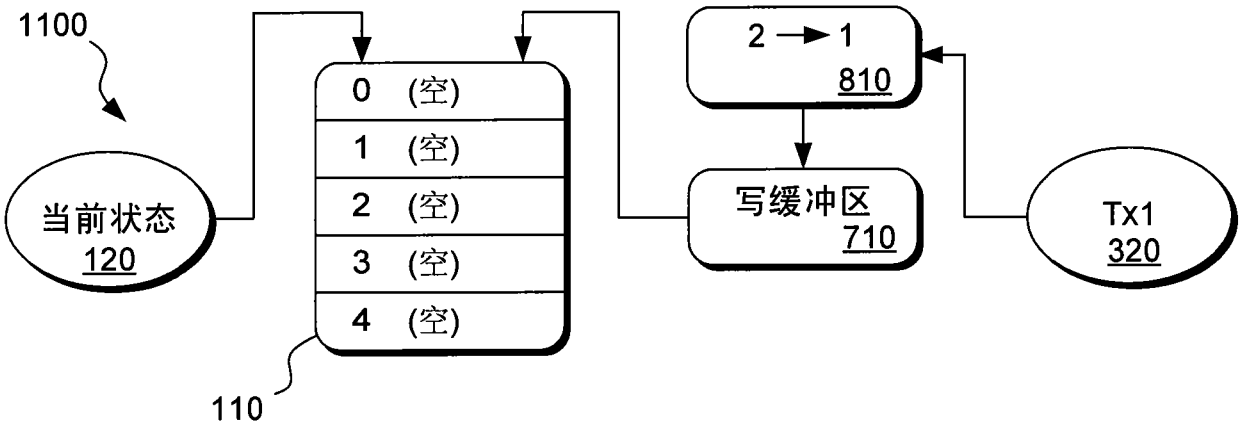 1100
当前状态
120
0 (空)
1 (空)
2 (空)
3 (空)
4 (空)
110
2 → 1
810
写缓冲区
710
Tx1
320